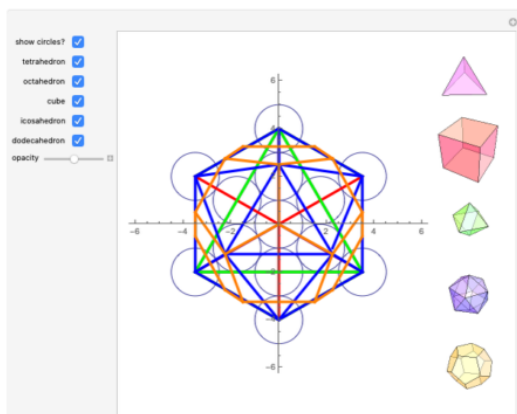 show circles?
tetrahedron
octahedron
cube
icosahedron
dodecahedron
opacity
6
-6
-4
-2
2
4
6
-6